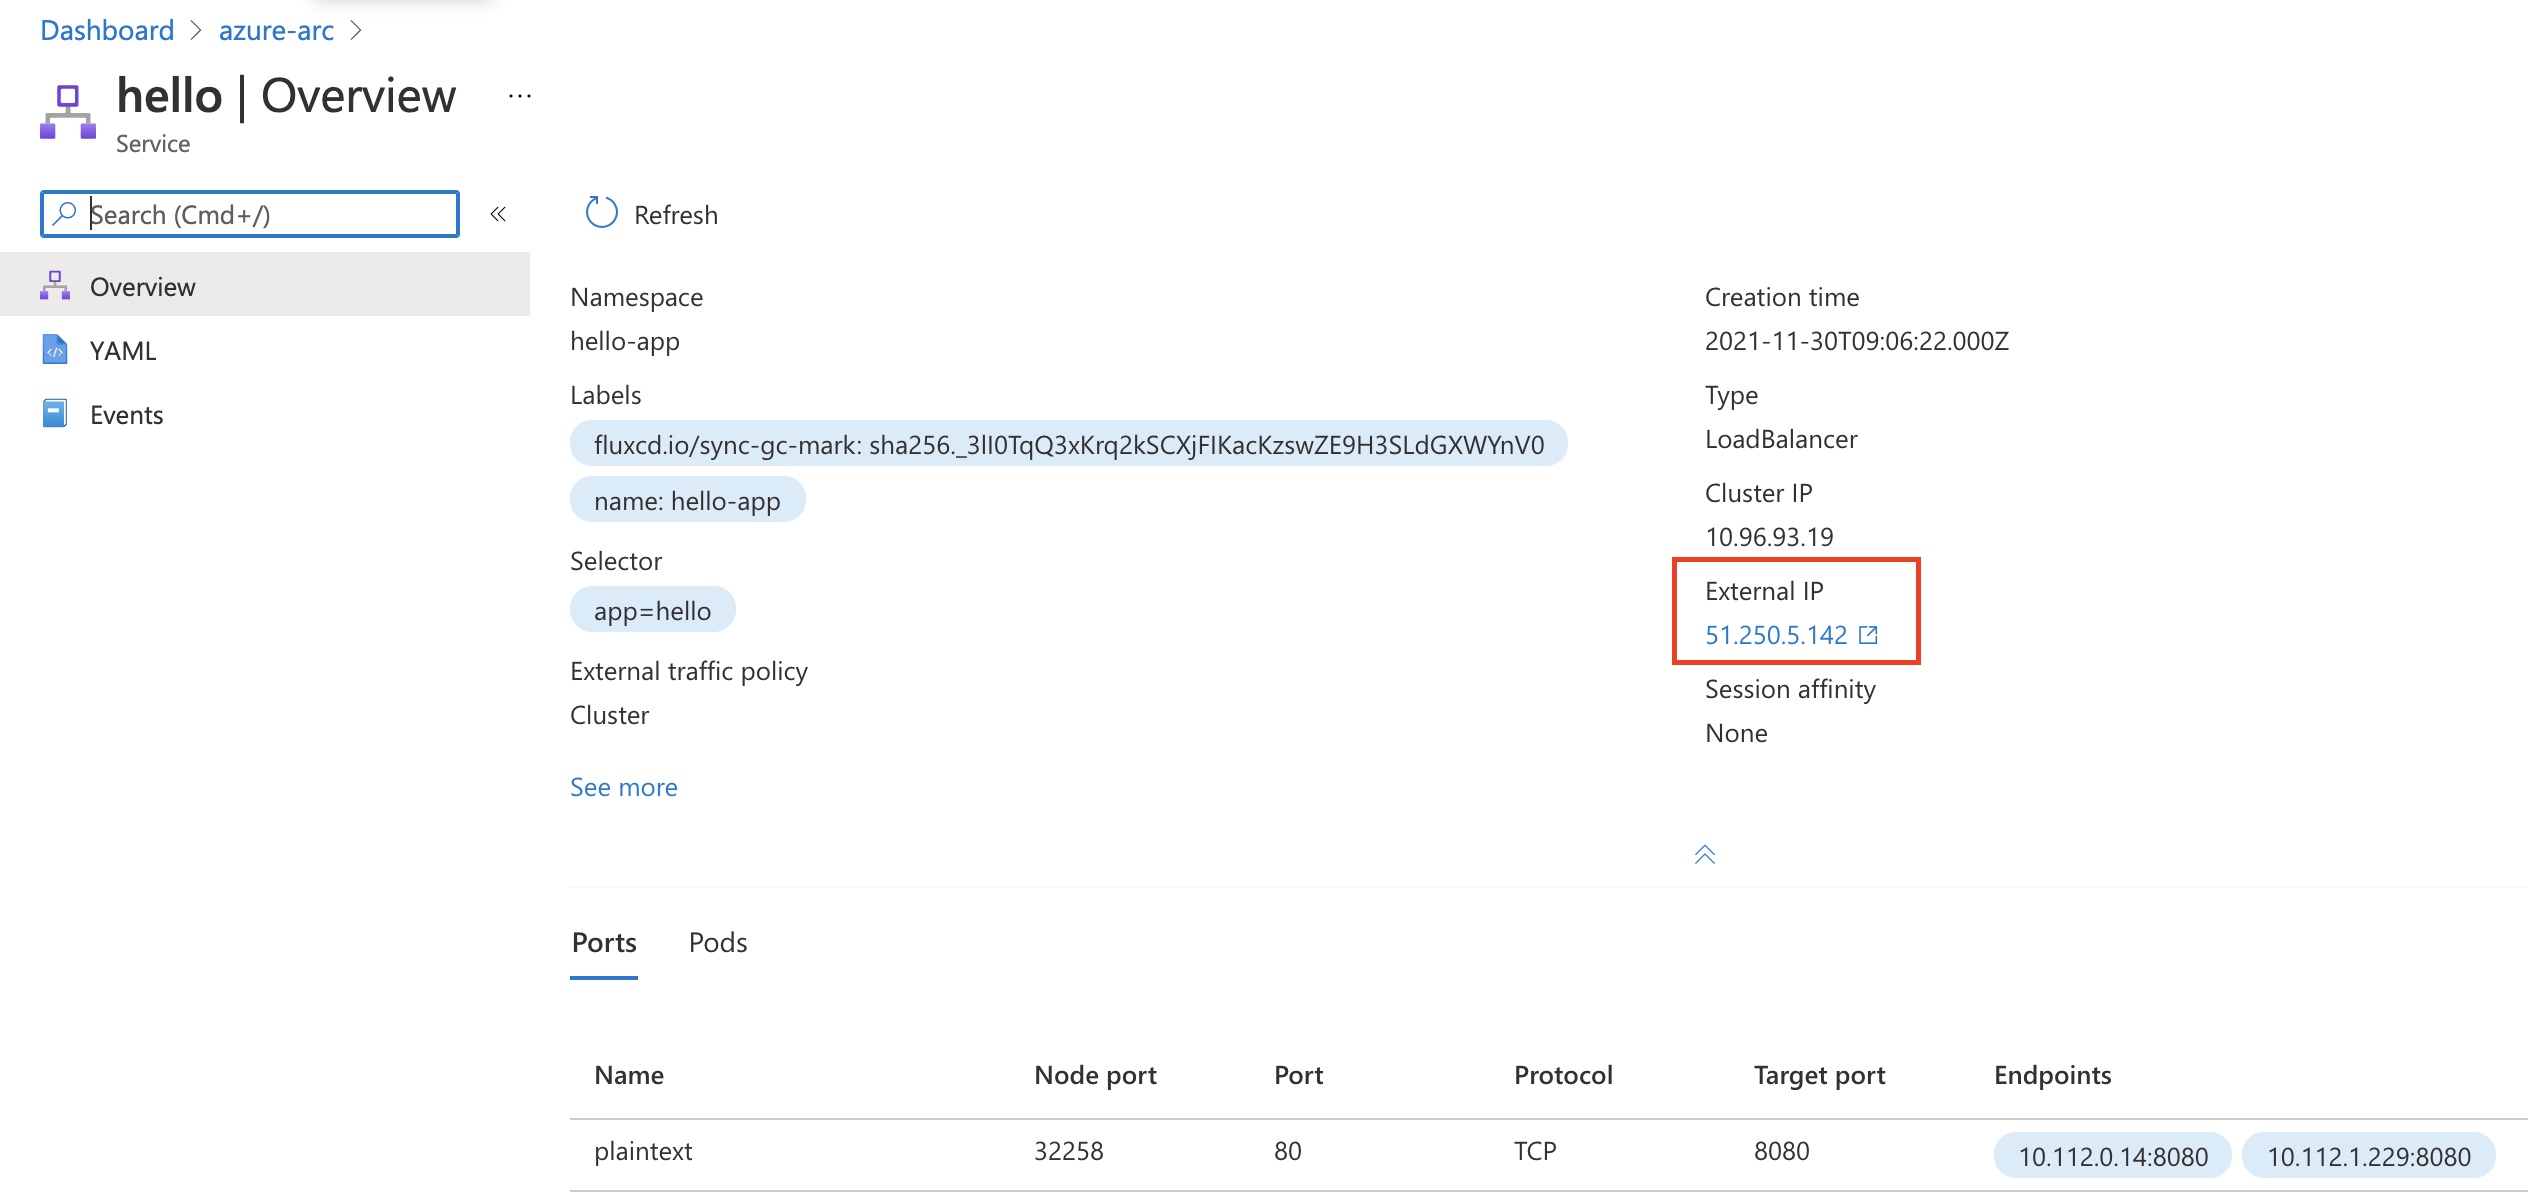 Dashboard > azure-arc >
hello | Overview ...
Service
Search (Cmd+/) «
Overview
YAML
Events
Refresh
Namespace
hello-app
Labels
fluxcd.io/sync-gc-mark: sha256._3lI0TqQ3xKrq2kSCXjFIKacKzswZE9H3SLdGXWYnV0
name: hello-app
Selector
app=hello
External traffic policy
Cluster
See more
Creation time
2021-11-30T09:06:22.000Z
Type
LoadBalancer
Cluster IP
10.96.93.19
External IP
51.250.5.142
Session affinity
None
Ports Pods
Name Node port Port Protocol Target port Endpoints
plaintext 32258 80 TCP 8080 10.112.0.14:8080 10.112.1.229:8080